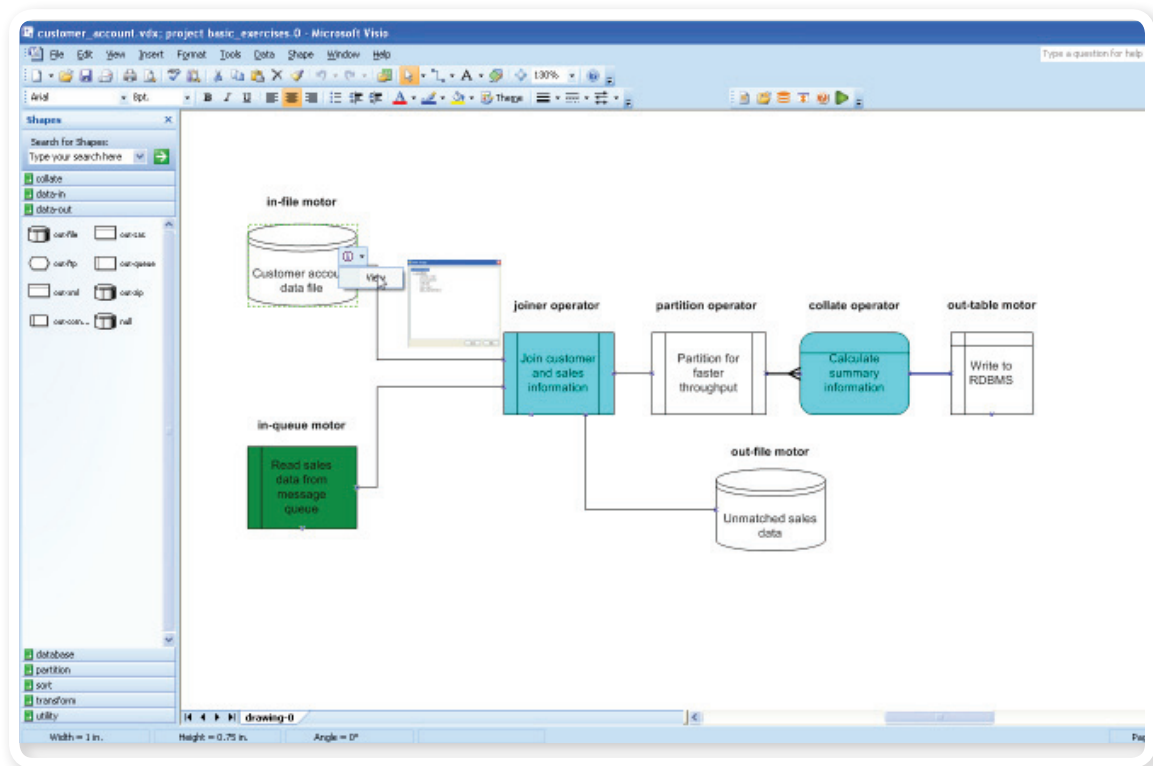 customer_account.vdx; project basic_exercises.0 - Microsoft Visio
File Edit View Insert Format Tools Data Shape Window Help
Type a question for help
130%
Arial 8pt. B I U Theme
Shapes
Search for Shapes:
Type your search here
collate
data-in
data-out
out-file
out-ftp out-queue
out-xml out-zip
out-com... null
database
partition
sort
transform
utility
in-file motor
Customer accou
data file
View
in-queue motor
Read sales
data from
message
queue
joiner operator
Join customer
and sales
information
partition operator
Partition for
faster
throughput
collate operator
Calculate
summary
information
out-table motor
Write to
RDBMS
out-file motor
Unmatched sales
data
drawing-0
Width = 1 in. Height = 0.75 in. Angle = 0°